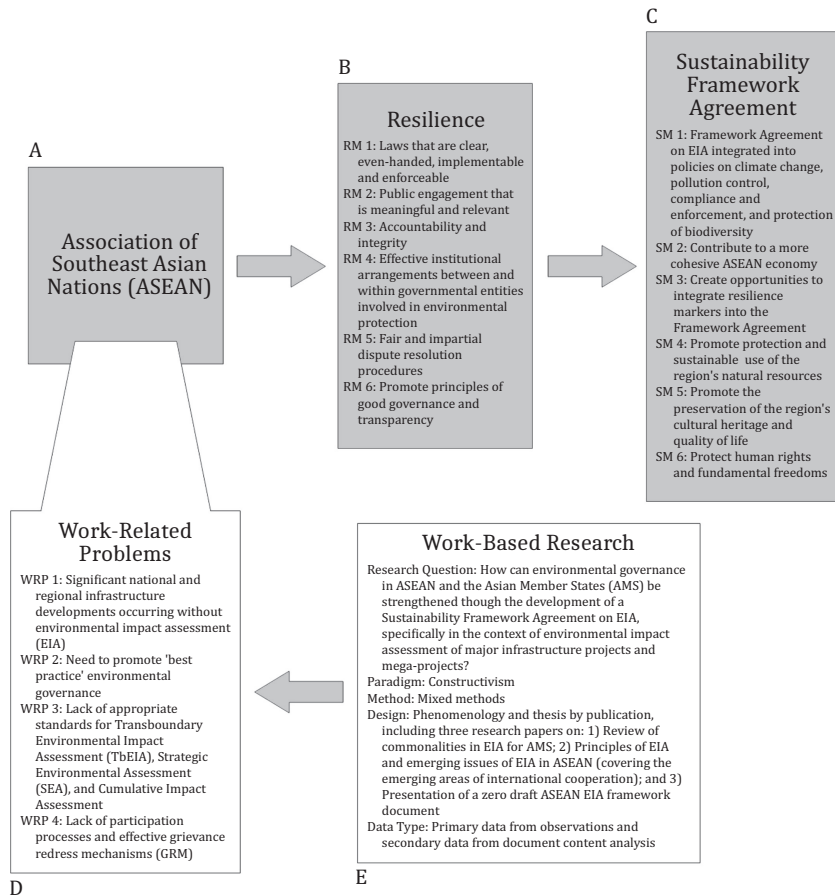 A
Association of
Southeast Asian
Nations (ASEAN)
B
Resilience
RM 1: Laws that are clear,
even-handed, implementable
and enforceable
RM 2: Public engagement that
is meaningful and relevant
RM 3: Accountability and
integrity
RM 4: Effective institutional
arrangements between and
within governmental entities
involved in environmental
protection
RM 5: Fair and impartial
dispute resolution
procedures
RM 6: Promote principles of
good governance and
transparency
C
Sustainability
Framework
Agreement
SM 1: Framework Agreement
on EIA integrated into
policies on climate change,
pollution control,
compliance and
enforcement, and protection
of biodiversity
SM 2: Contribute to a more
cohesive ASEAN economy
SM 3: Create opportunities to
integrate resilience
markers into the
Framework Agreement
SM 4: Promote protection and
sustainable use of the
region's natural resources
SM 5: Promote the
preservation of the region's
cultural heritage and
quality of life
SM 6: Protect human rights
and fundamental freedoms
Work-Related
Problems
WRP 1: Significant national and
regional infrastructure
developments occurring without
environmental impact assessment
(EIA)
WRP 2: Need to promote 'best
practice' environmental
governance
WRP 3: Lack of appropriate
standards for Transboundary
Environmental Impact
Assessment (TbEIA), Strategic
Environmental Assessment
(SEA), and Cumulative Impact
Assessment
WRP 4: Lack of participation
processes and effective grievance
redress mechanisms (GRM)
D
Work-Based Research
Research Question: How can environmental governance
in ASEAN and the Asian Member States (AMS) be
strengthened though the development of a
Sustainability Framework Agreement on EIA,
specifically in the context of environmental impact
assessment of major infrastructure projects and
mega-projects?
Paradigm: Constructivism
Method: Mixed methods
Design: Phenomenology and thesis by publication,
including three research papers on: 1) Review of
commonalities in EIA for AMS; 2) Principles of EIA
and emerging issues of EIA in ASEAN (covering the
emerging areas of international cooperation); and 3)
Presentation of a zero draft ASEAN EIA framework
document
Data Type: Primary data from observations and
secondary data from document content analysis
E